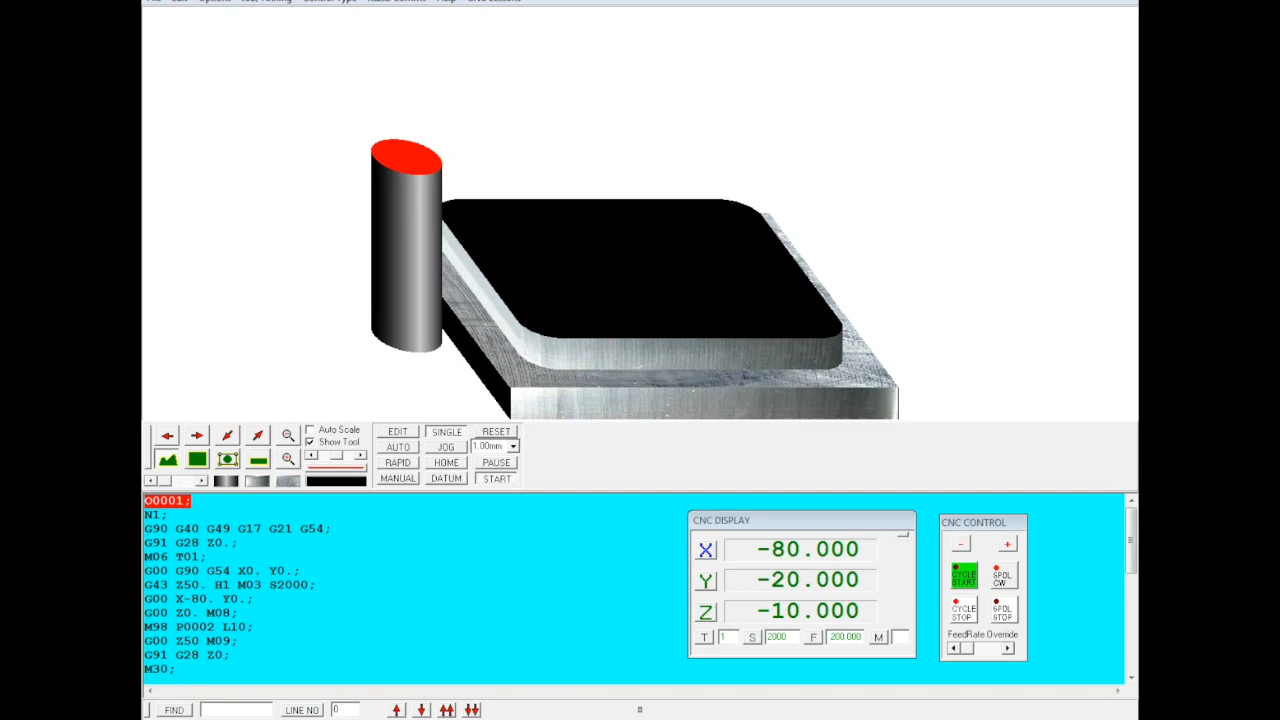 Auto Scale
Show Tool
EDIT SINGLE RESET
AUTO JOG 1.00mm
RAPID HOME PAUSE
MANUAL DATUM START
O0001;
N1;
G90 G40 G49 G17 G21 G54;
G91 G28 Z0.;
M06 T01;
G00 G90 G54 X0. Y0.;
G43 Z50. H1 M03 S2000;
G00 X-80. Y0.;
G00 Z0. M08;
M98 P0002 L10;
G00 Z50 M09;
G91 G28 Z0;
M30;
CNC DISPLAY
X -80.000
Y -20.000
Z -10.000
T 1 S 2000 F 200.000 M
CNC CONTROL
- +
CYCLE START SPDL CW
CYCLE STOP SPDL STOP
FeedRate Override
FIND LINE NO 0